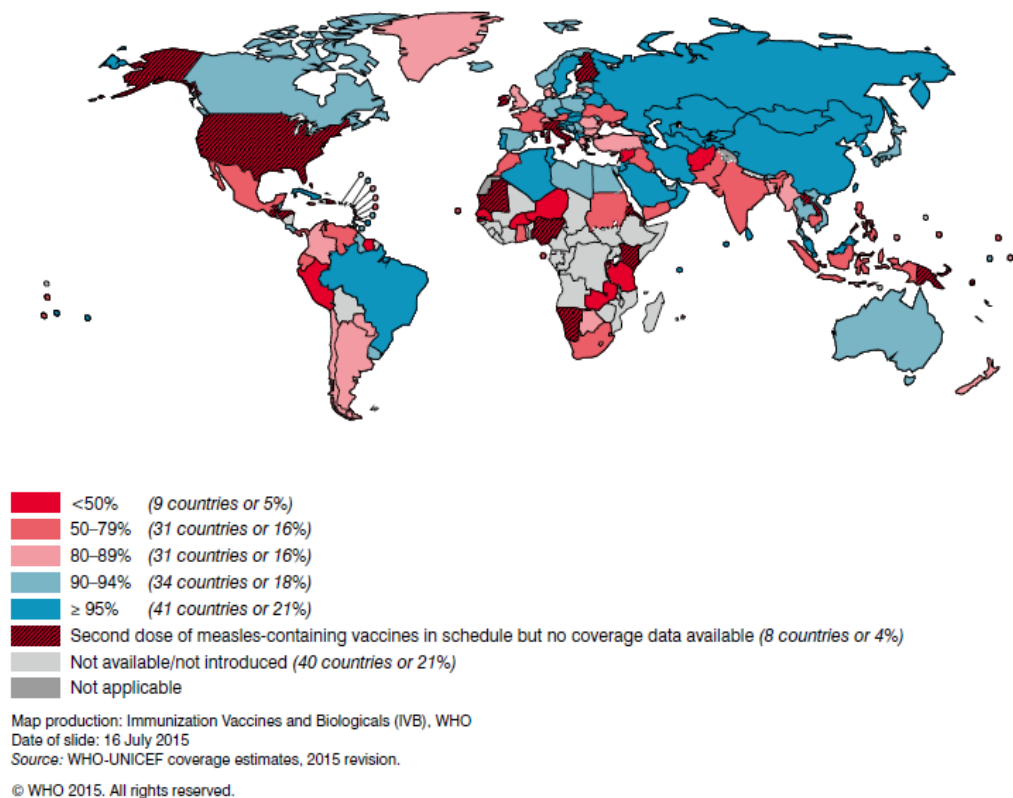 <50% (9 countries or 5%)
50–79% (31 countries or 16%)
80–89% (31 countries or 16%)
90–94% (34 countries or 18%)
≥ 95% (41 countries or 21%)
Second dose of measles-containing vaccines in schedule but no coverage data available (8 countries or 4%)
Not available/not introduced (40 countries or 21%)
Not applicable
Map production: Immunization Vaccines and Biologicals (IVB), WHO
Date of slide: 16 July 2015
Source: WHO-UNICEF coverage estimates, 2015 revision.
© WHO 2015. All rights reserved.